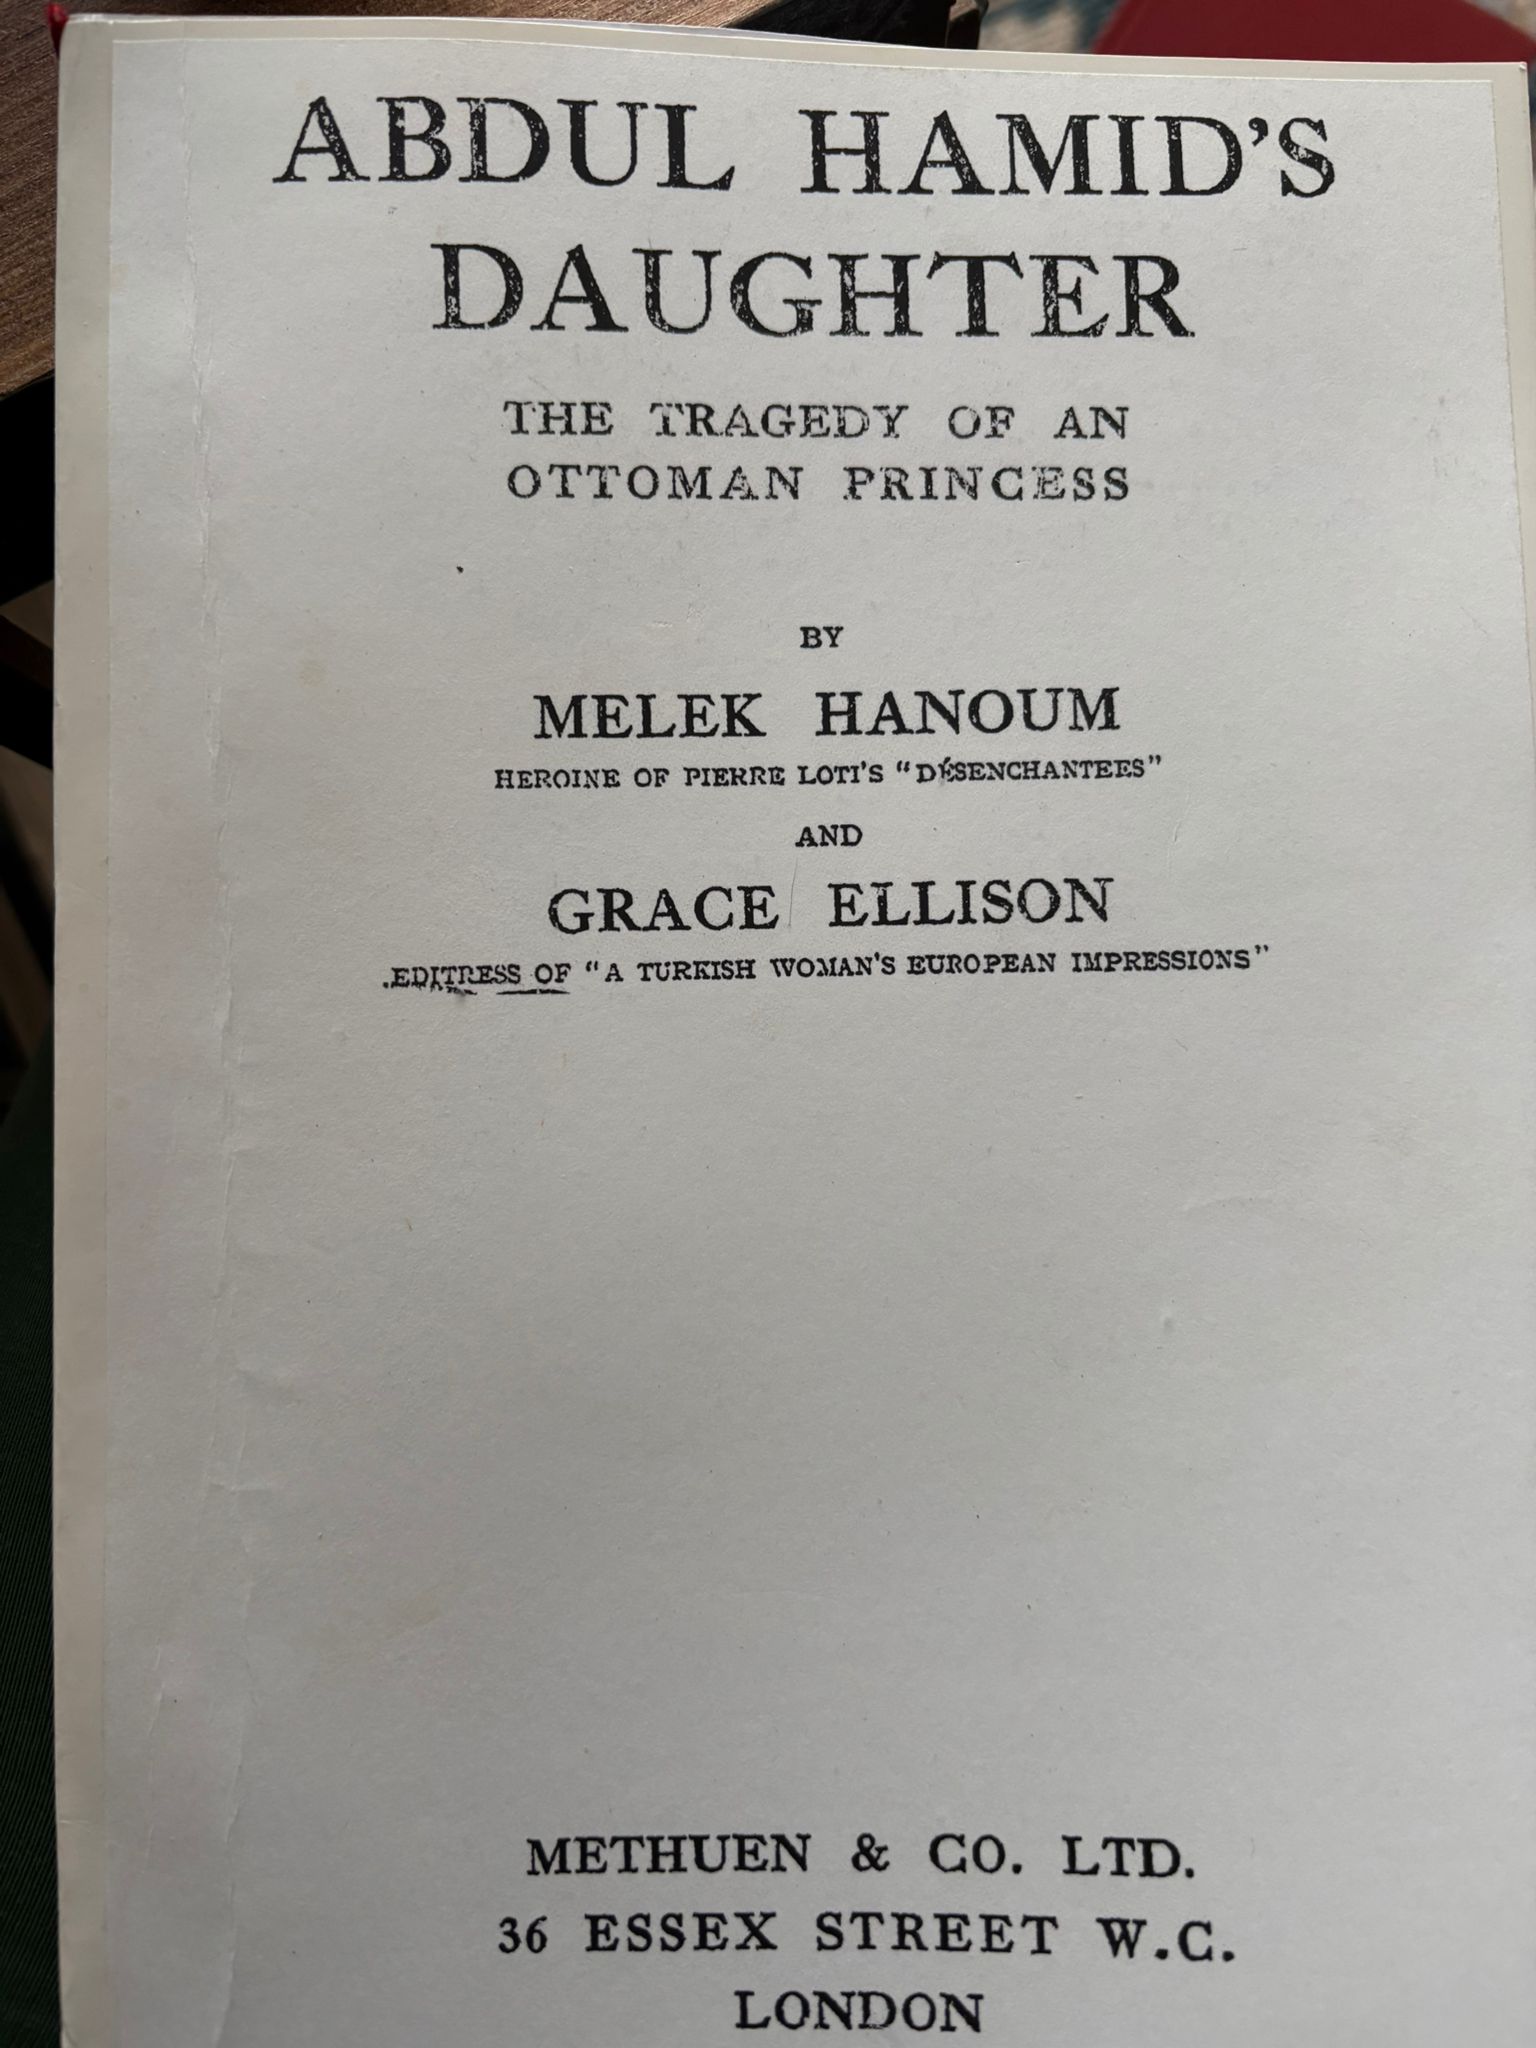 ABDUL HAMID'S
DAUGHTER
THE TRAGEDY OF AN
OTTOMAN PRINCESS
BY
MELEK HANOUM
HEROINE OF PIERRE LOTI'S “DÉSENCHANTEES”
AND
GRACE ELLISON
EDITRESS OF “A TURKISH WOMAN'S EUROPEAN IMPRESSIONS”
METHUEN & CO. LTD.
36 ESSEX STREET W.C.
LONDON